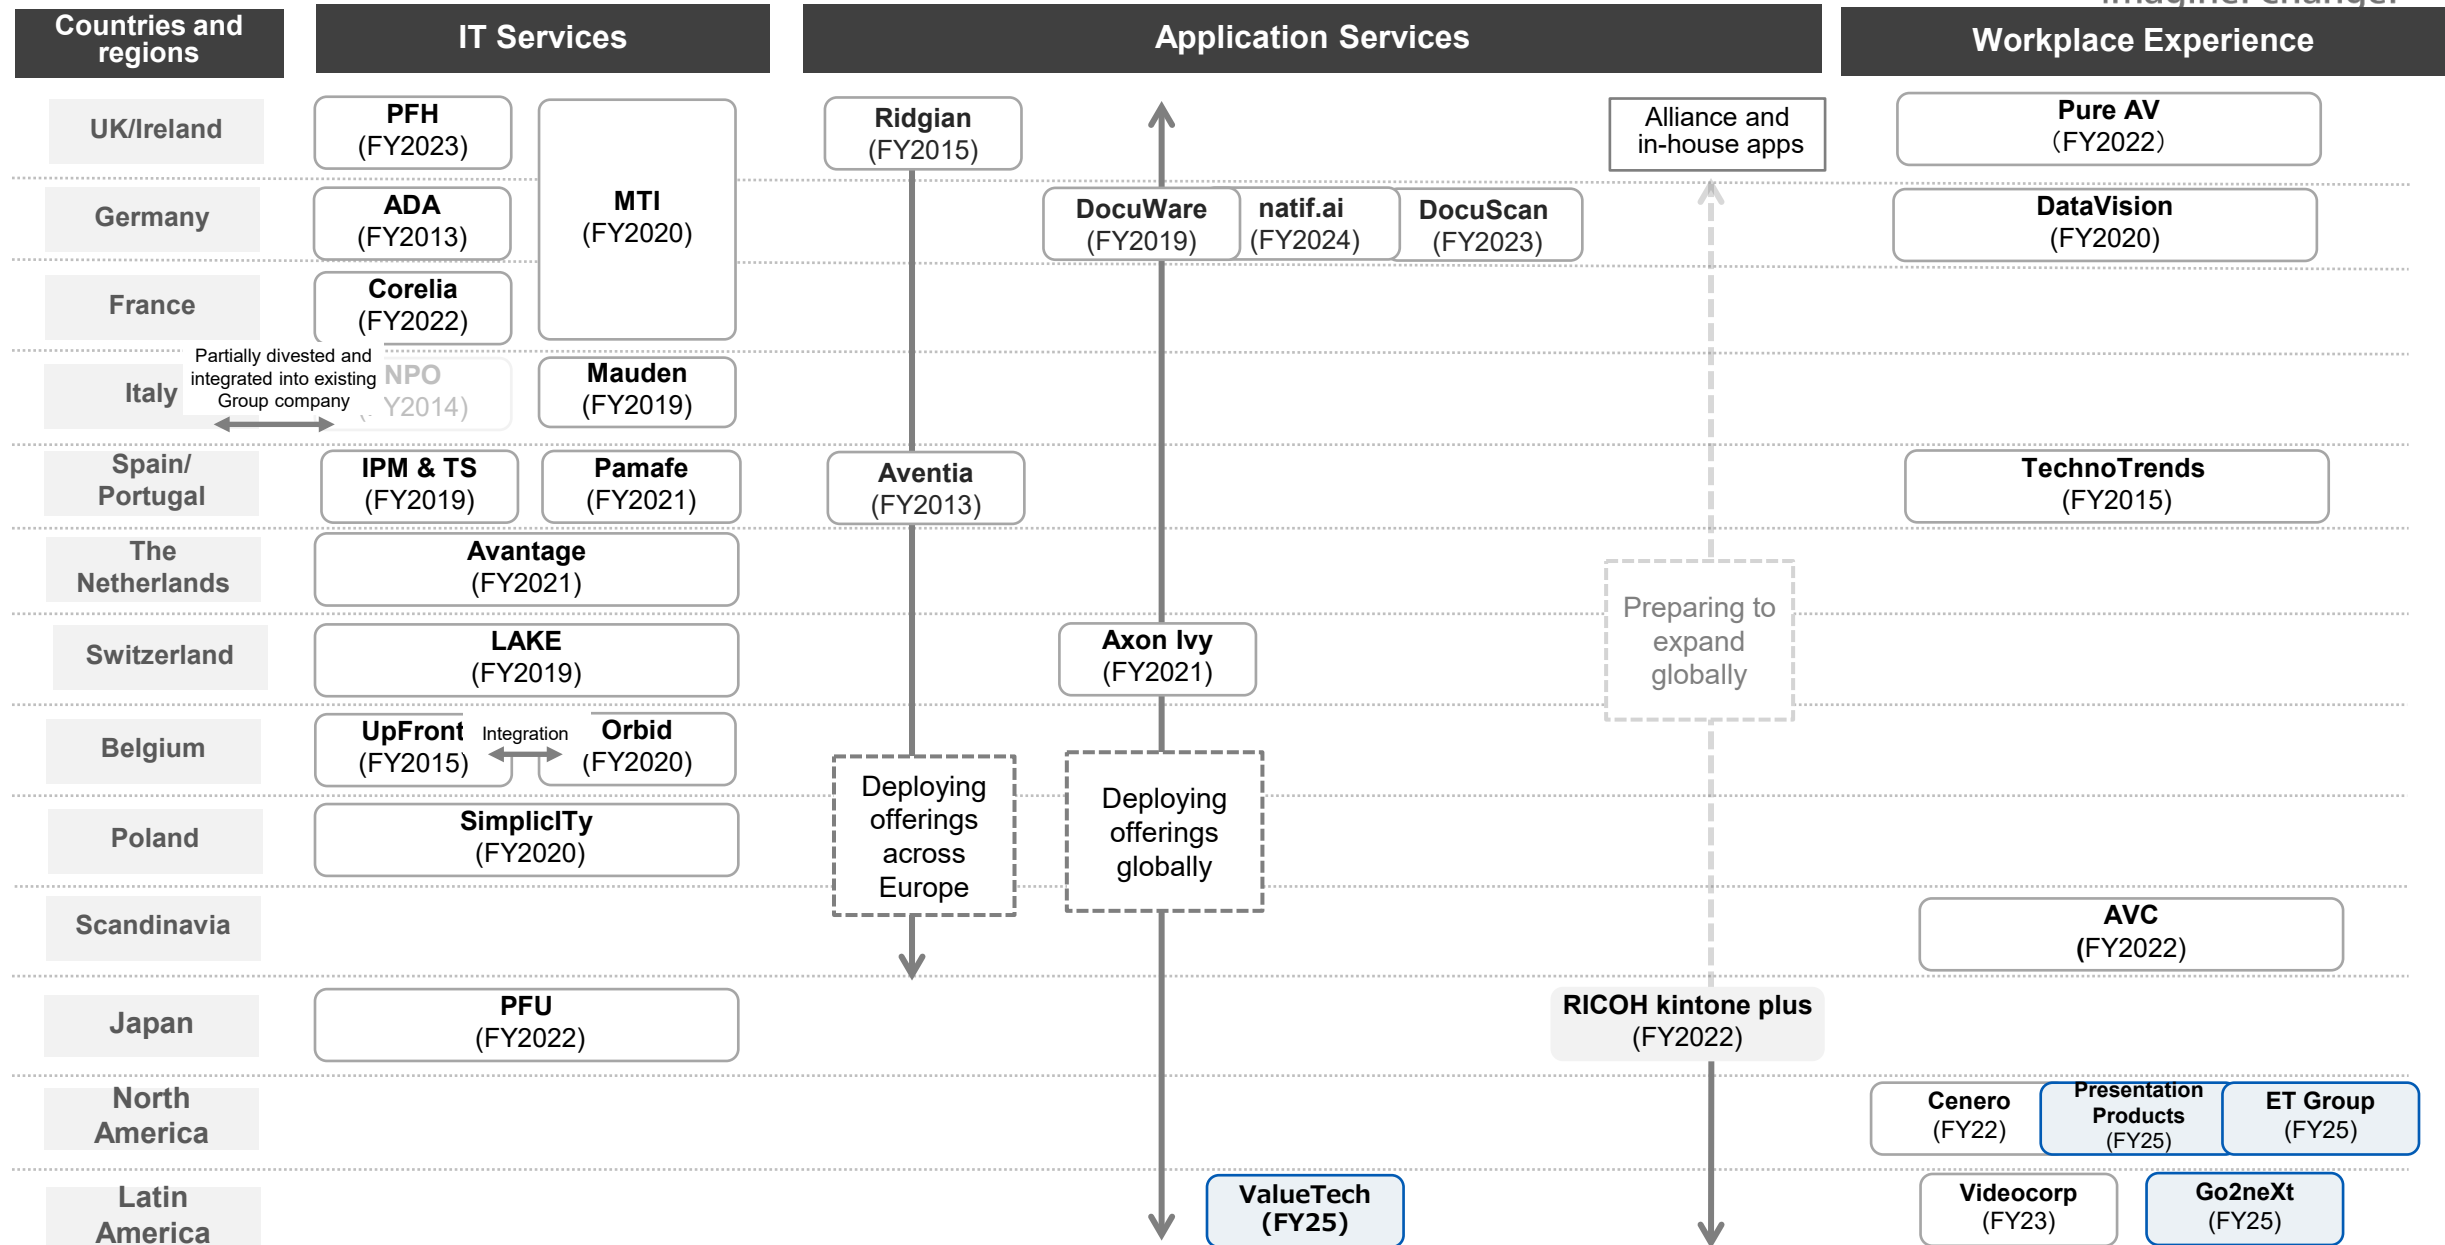 imagine. change.
Countries and
regions
IT Services
Application Services
Workplace Experience
UK/Ireland
PFH
(FY2023)
MTI
(FY2020)
Ridgian
(FY2015)
Alliance and
in-house apps
Pure AV
(FY2022)
Germany
ADA
(FY2013)
DocuWare
(FY2019)
natif.ai
(FY2024)
DocuScan
(FY2023)
DataVision
(FY2020)
France
Corelia
(FY2022)
Italy
Partially divested and
integrated into existing
Group company
NPO
(FY2014)
Mauden
(FY2019)
Spain/
Portugal
IPM & TS
(FY2019)
Pamafe
(FY2021)
Aventia
(FY2013)
TechnoTrends
(FY2015)
The
Netherlands
Avantage
(FY2021)
Preparing to
expand
globally
Switzerland
LAKE
(FY2019)
Axon Ivy
(FY2021)
Belgium
UpFront
(FY2015)
Integration
Orbid
(FY2020)
Deploying
offerings
across
Europe
Deploying
offerings
globally
Poland
SimplicITy
(FY2020)
Scandinavia
AVC
(FY2022)
Japan
PFU
(FY2022)
RICOH kintone plus
(FY2022)
North
America
Cenero
(FY22)
Presentation
Products
(FY25)
ET Group
(FY25)
Latin
America
ValueTech
(FY25)
Videocorp
(FY23)
Go2neXt
(FY25)